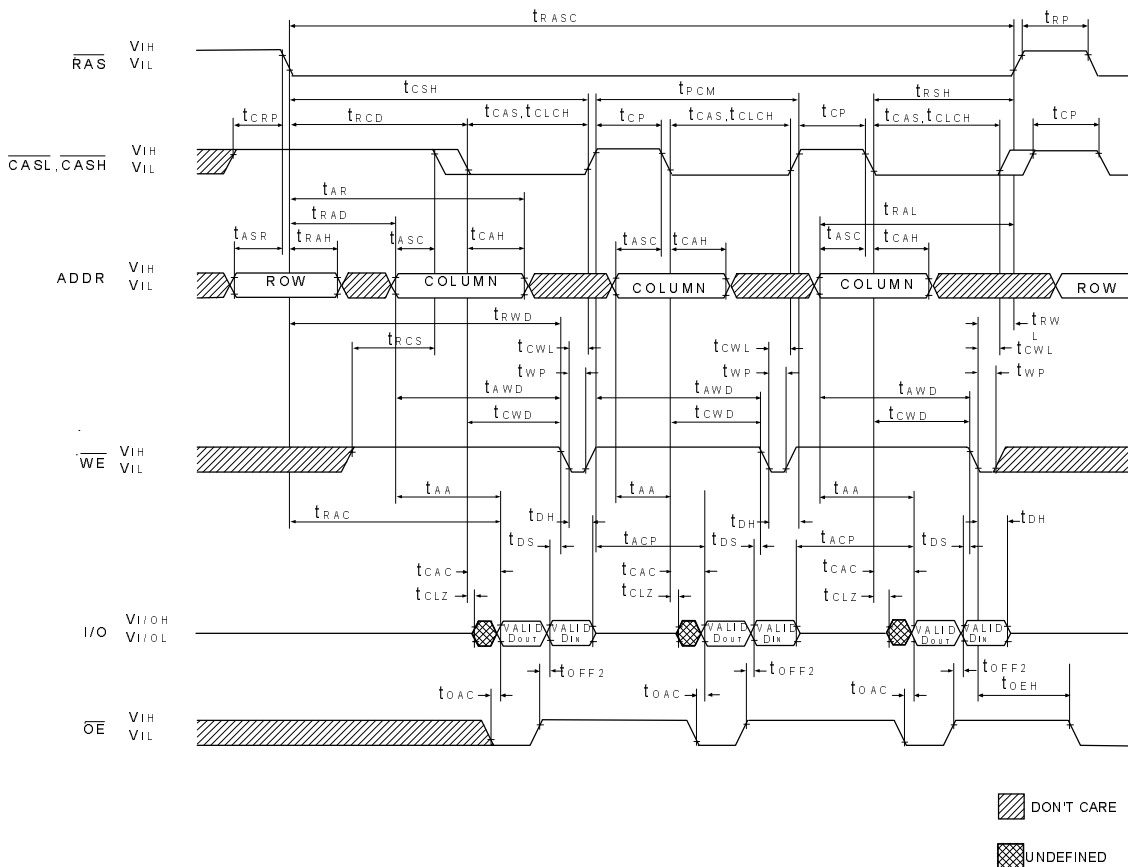 tRASC
tRP
VIH
RAS
VIL
tCSH
tPCM
tRSH
tCRP
tRCD
tCAS,tCLCH
tCP
tCAS,tCLCH
tCP
tCAS,tCLCH
tCP
VIH
CASL,CASH
VIL
tAR
tRAD
tRAL
tASR
tRAH
tASC
tCAH
tASC
tCAH
tASC
tCAH
VIH
ADDR
VIL
ROW
COLUMN
COLUMN
COLUMN
ROW
tRWD
tRW
L
tRCS
tCWL
tCWL
tCWL
tWP
tWP
tWP
tAWD
tAWD
tAWD
tCWD
tCWD
tCWD
VIH
WE
VIL
tAA
tAA
tAA
tRAC
tDH
tDH
tDH
tDS
tACP
tDS
tACP
tDS
tCAC
tCAC
tCAC
tCLZ
tCLZ
tCLZ
VI/OH
I/O
VI/OL
VALID
DOUT
VALID
DIN
VALID
DOUT
VALID
DIN
VALID
DOUT
VALID
DIN
tOFF2
tOFF2
tOFF2
tOAC
tOAC
tOAC
tOEH
VIH
OE
VIL
DON'T CARE
UNDEFINED